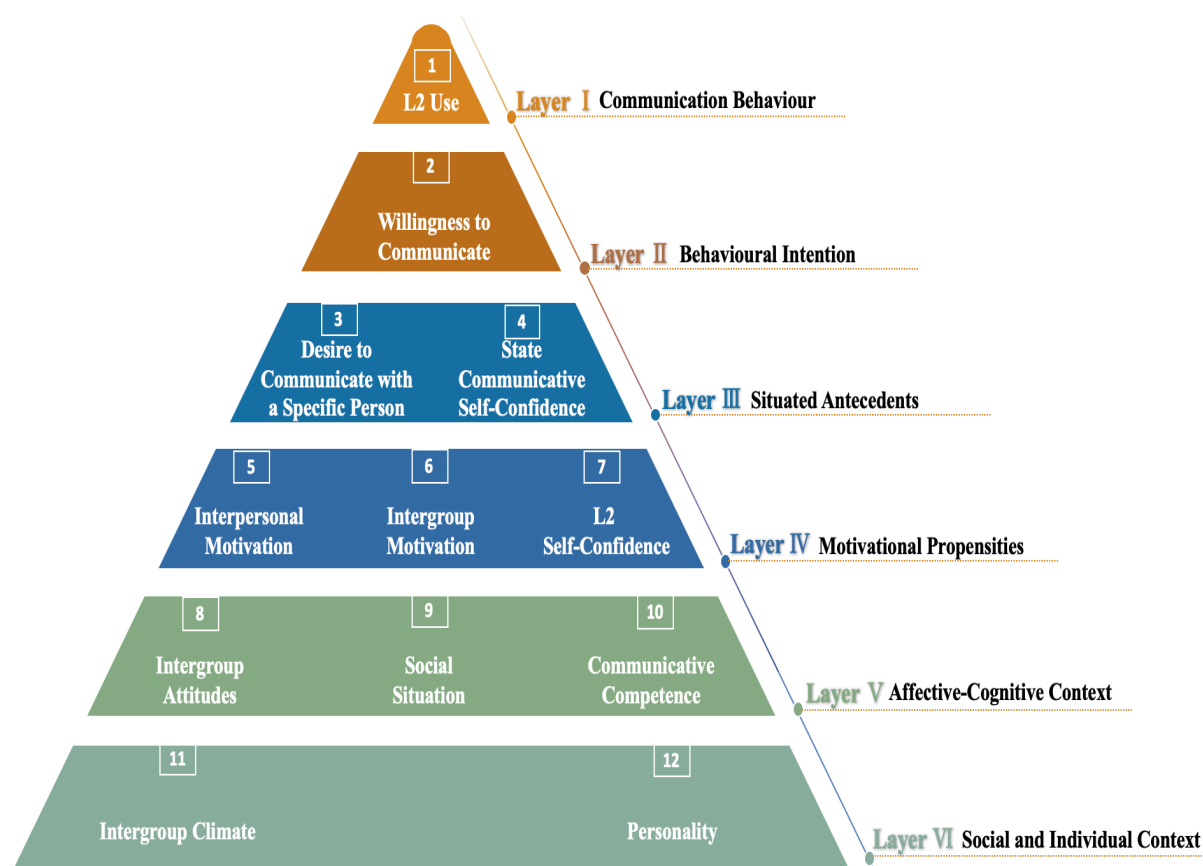 1
L2 Use
Layer Ⅰ Communication Behaviour
2
Willingness to
Communicate
Layer Ⅱ Behavioural Intention
3
Desire to
Communicate with
a Specific Person
4
State
Communicative
Self-Confidence
Layer Ⅲ Situated Antecedents
5
Interpersonal
Motivation
6
Intergroup
Motivation
7
L2
Self-Confidence
Layer Ⅳ Motivational Propensities
8
Intergroup
Attitudes
9
Social
Situation
10
Communicative
Competence
Layer Ⅴ Affective-Cognitive Context
11
Intergroup Climate
12
Personality
Layer Ⅵ Social and Individual Context